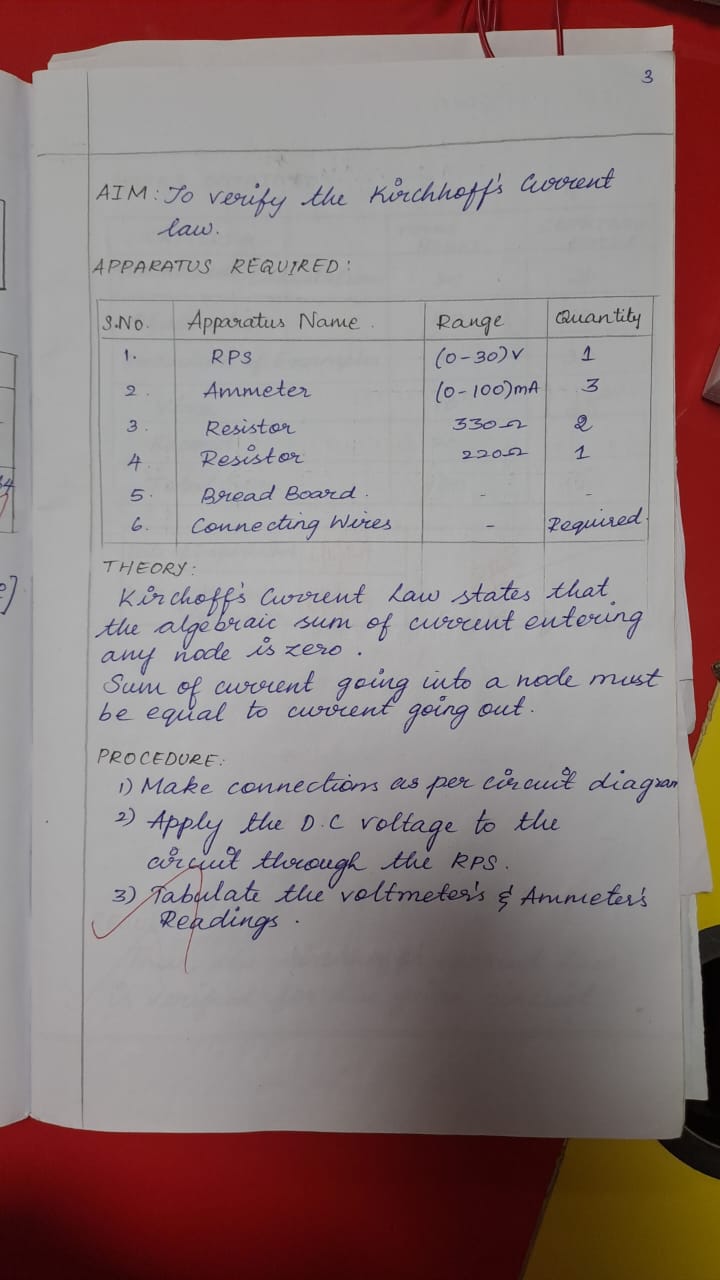 3
AIM: To verify the Kirchhoff's Current
law.
APPARATUS REQUIRED:
S.No. Apparatus Name. Range Quantity
1. RPS (0-30)V 1
2. Ammeter (0-100)mA 3
3. Resistor 330Ω 2
4. Resistor 220Ω 1
5. Bread Board. - -
6. Connecting Wires - Required.
THEORY:
Kirchoff's Current Law states that
the algebraic sum of current entering
any node is zero.
Sum of current going into a node must
be equal to current going out.
PROCEDURE:
1) Make connections as per circuit diagram
2) Apply the D.C voltage to the
circuit through the RPS.
3) Tabulate the voltmeter's & Ammeter's
Readings.